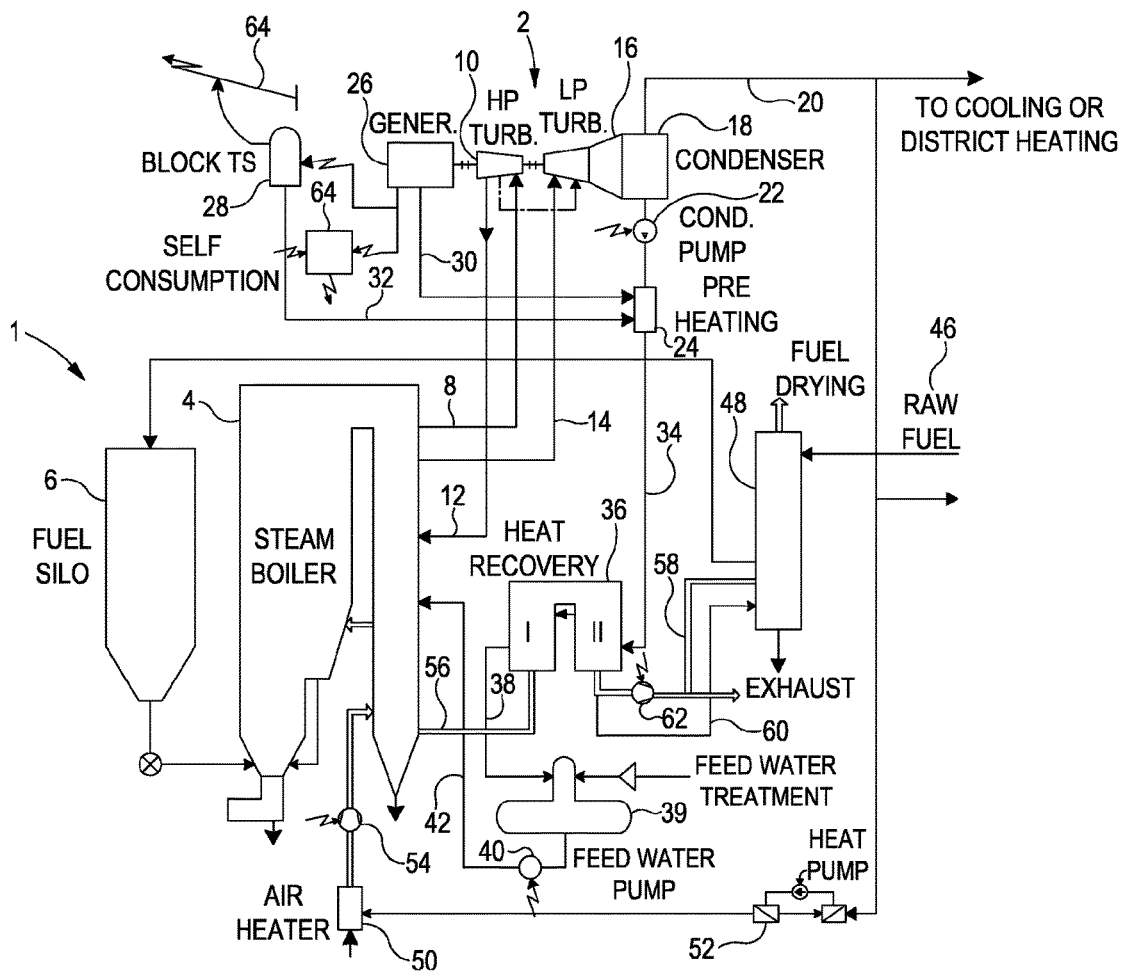 64
2
16
10
26
HP
LP
GENER.
TURB.
TURB.
20
TO COOLING OR
DISTRICT HEATING
18
CONDENSER
BLOCK TS
28
64
22
COND.
PUMP
SELF
CONSUMPTION
30
32
PRE
HEATING
24
1
FUEL
DRYING
46
RAW
FUEL
4
8
14
48
34
6
12
HEAT
RECOVERY
36
FUEL
SILO
STEAM
BOILER
58
I
II
56
38
EXHAUST
62
60
FEED WATER
TREATMENT
39
42
54
40
FEED WATER
PUMP
HEAT
PUMP
AIR
HEATER
50
52